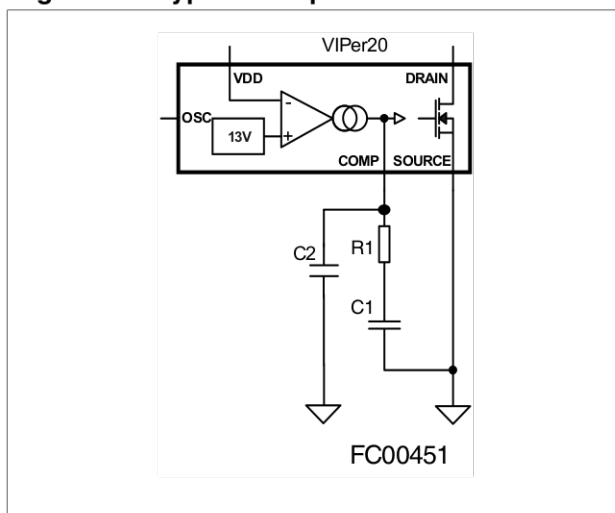 VIPer20
VDD
DRAIN
-
OSC
13V
+
COMP
SOURCE
C2
R1
C1
FC00451